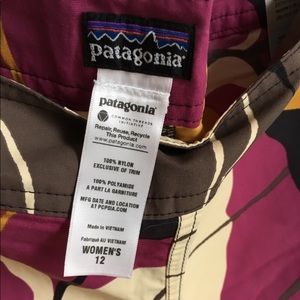 patagonia
patagonia
COMMON THREADS
INITIATIVE
Repair, Reuse, Recycle
This Product
www.patagonia.com
100% NYLON
EXCLUSIVE OF TRIM
100% POLYAMIDE
A PART LA GARNITURE
MFG DATE AND
LOCATION AT
PCPSIA.COM
Made in VIETNAM
Fabriqué AU VIETNAM
WOMEN'S
12